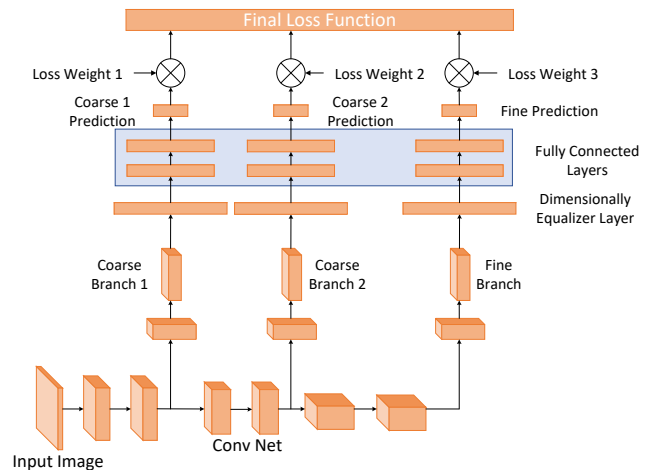 Final Loss Function
Loss Weight 1
Loss Weight 2
Loss Weight 3
Coarse 1
Prediction
Coarse 2
Prediction
Fine Prediction
Fully Connected
Layers
Dimensionally
Equalizer Layer
Coarse
Branch 1
Coarse
Branch 2
Fine
Branch
Conv Net
Input Image